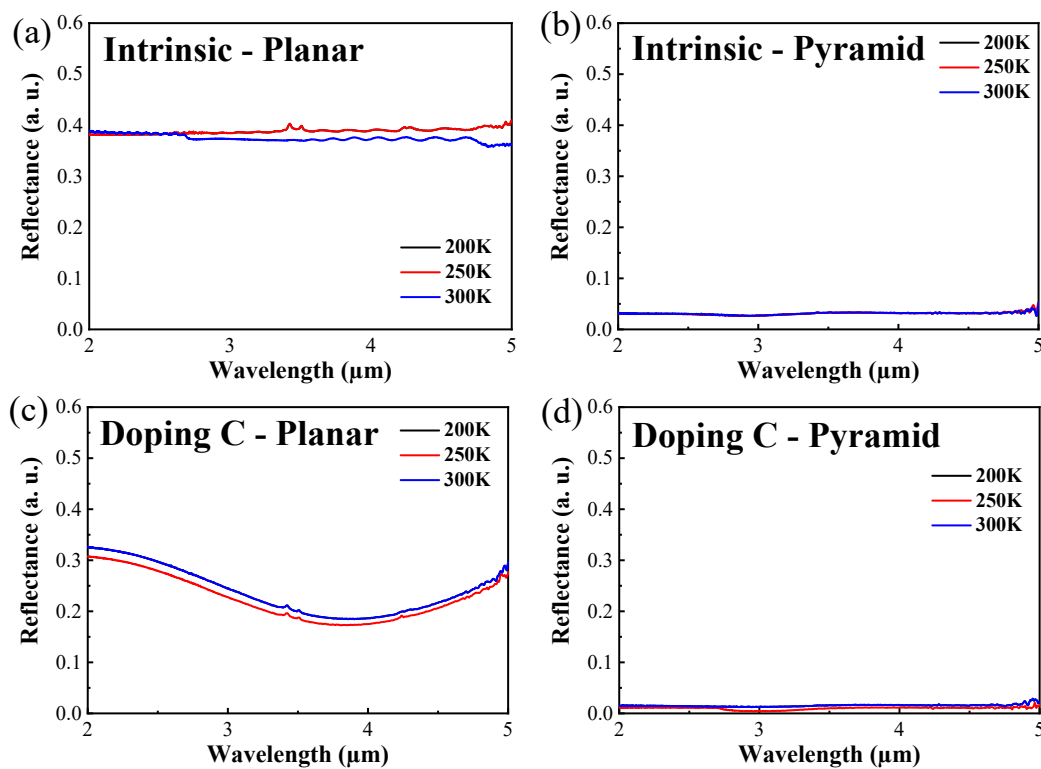 (a)
Intrinsic - Planar
0.6
0.5
0.4
0.3
0.2
0.1
0.0
Reflectance (a. u.)
200K
250K
300K
2
3
4
5
Wavelength (µm)
(b)
Intrinsic - Pyramid
200K
250K
300K
0.6
0.5
0.4
0.3
0.2
0.1
0.0
Reflectance (a. u.)
2
3
4
5
Wavelength (µm)
(c)
Doping C - Planar
200K
250K
300K
0.6
0.5
0.4
0.3
0.2
0.1
0.0
Reflectance (a. u.)
2
3
4
5
Wavelength (µm)
(d)
Doping C - Pyramid
200K
250K
300K
0.6
0.5
0.4
0.3
0.2
0.1
0.0
Reflectance (a. u.)
2
3
4
5
Wavelength (µm)